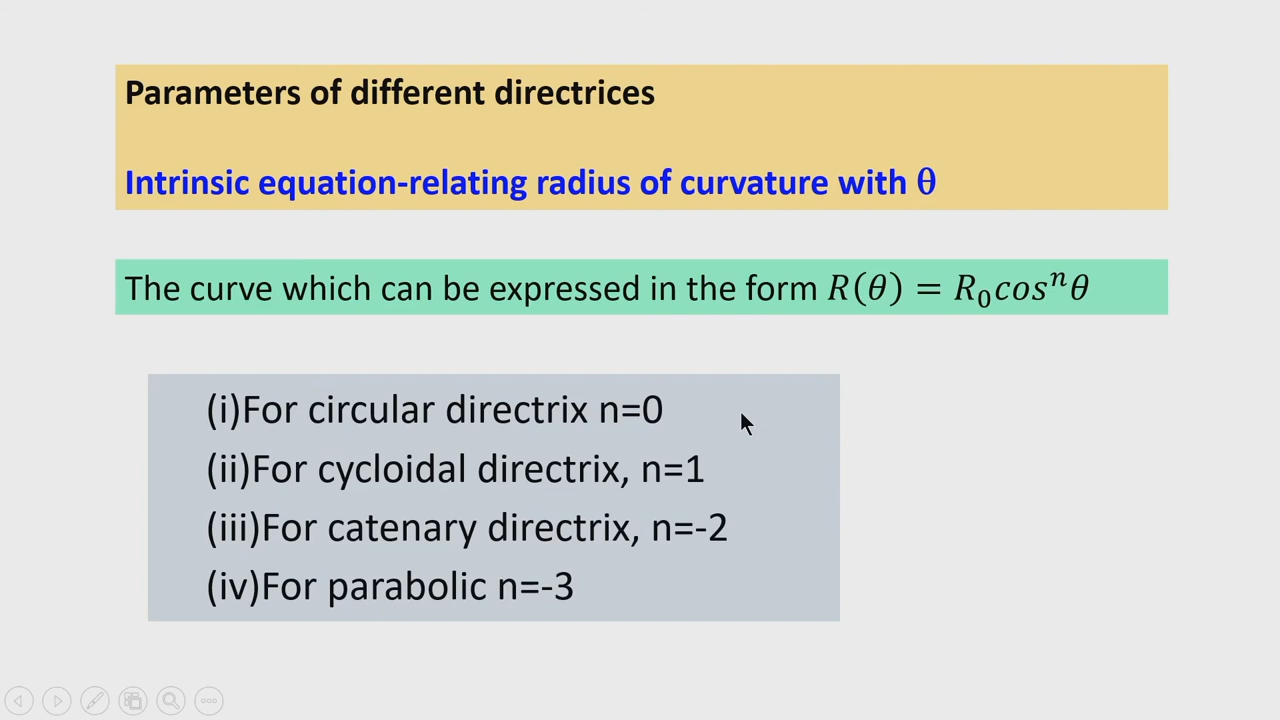 Parameters of different directrices
Intrinsic equation-relating radius of curvature with θ
The curve which can be expressed in the form R(θ) = R₀cosⁿθ
(i)For circular directrix n=0
(ii)For cycloidal directrix, n=1
(iii)For catenary directrix, n=-2
(iv)For parabolic n=-3